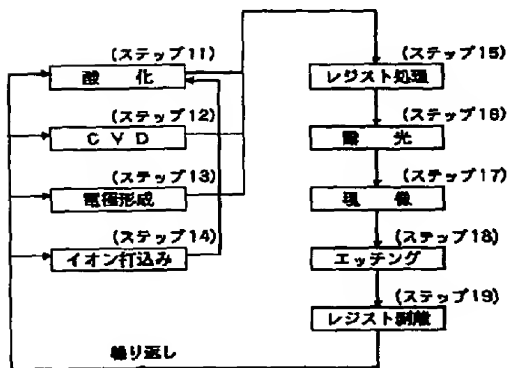 (ステップ11)
酸 化
(ステップ12)
C V D
(ステップ13)
電極形成
(ステップ14)
イオン打込み
(ステップ15)
レジスト処理
(ステップ16)
露 光
(ステップ17)
現 像
(ステップ18)
エッチング
(ステップ19)
レジスト剥離
繰り返し